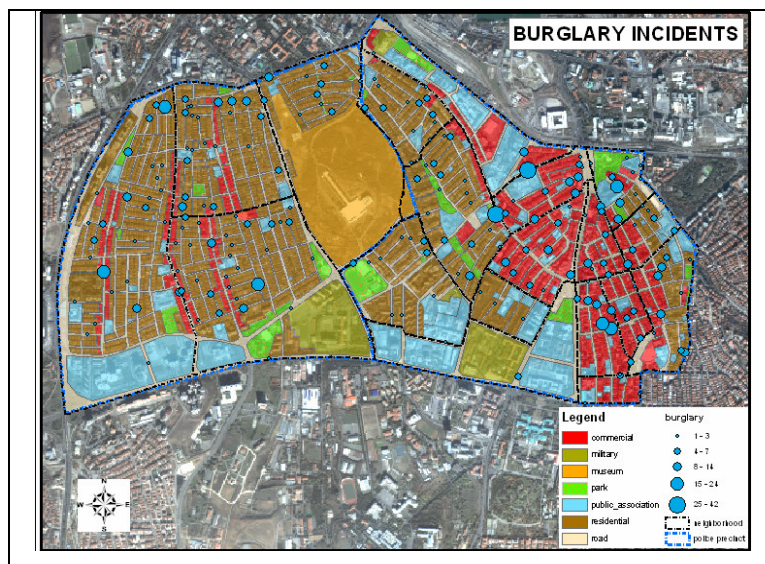 BURGLARY INCIDENTS
N
W E
S
Legend
commercial
military
museum
park
public_association
residential
road
burglary
1 - 3
4 - 7
8 - 14
15 - 24
25 - 42
neighborhood
police precinct